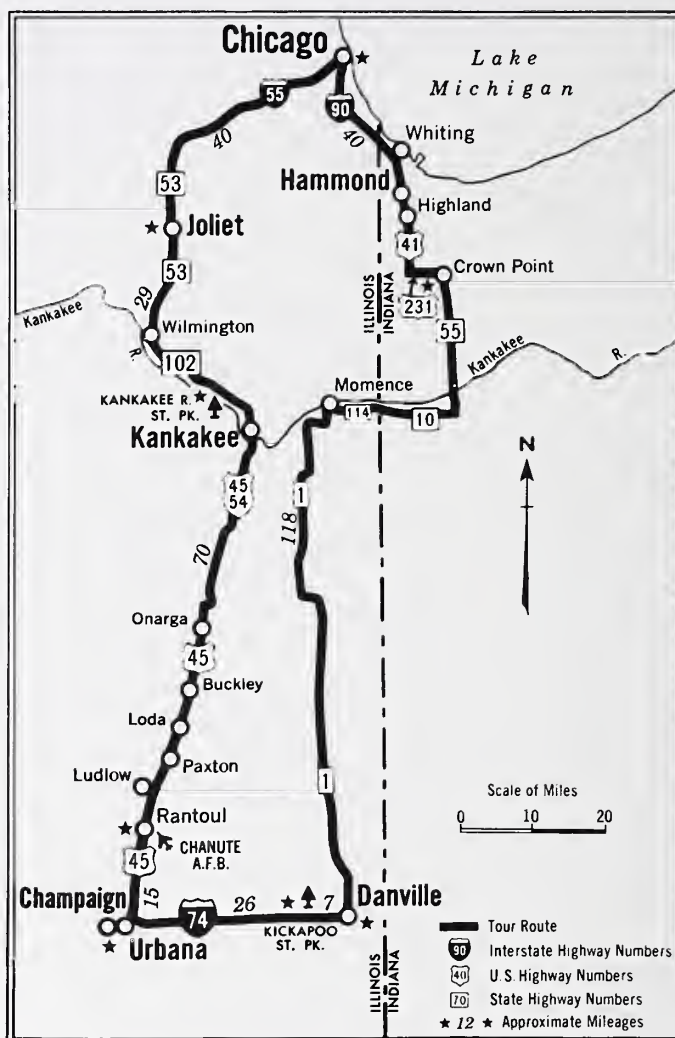 Chicago
Lake
Michigan
55
40
90
40
Whiting
Hammond
53
Highland
Joliet
41
53
Crown Point
231
ILLINOIS
INDIANA
29
55
Kankakee
R.
Wilmington
Kankakee
R.
102
Momence
KANKAKEE R.
ST. PK.
114
10
Kankakee
N
45
54
1
118
70
Onarga
45
Buckley
Loda
Paxton
Ludlow
1
Scale of Miles
0 10 20
Rantoul
CHANUTE
A.F.B.
45
Champaign
15
26
7
Danville
74
KICKAPOO
ST. PK.
Urbana
ILLINOIS
INDIANA
Tour Route
90 Interstate Highway Numbers
40 U.S. Highway Numbers
70 State Highway Numbers
★ 12 ★ Approximate Mileages